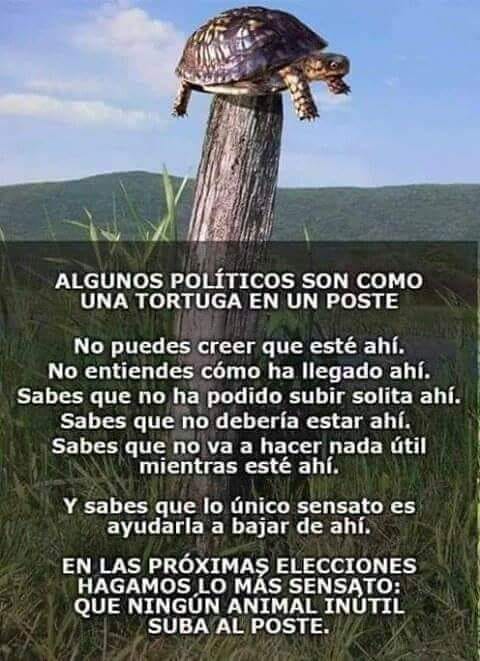 ALGUNOS POLÍTICOS SON COMO
UNA TORTUGA EN UN POSTE
No puedes creer que esté ahí.
No entiendes cómo ha llegado ahí.
Sabes que no ha podido subir solita ahí.
Sabes que no debería estar ahí.
Sabes que no va a hacer nada útil
mientras esté ahí.
Y sabes que lo único sensato es
ayudarla a bajar de ahí.
EN LAS PRÓXIMAS ELECCIONES
HAGAMOS LO MÁS SENSATO:
QUE NINGÚN ANIMAL INÚTIL
SUBA AL POSTE.